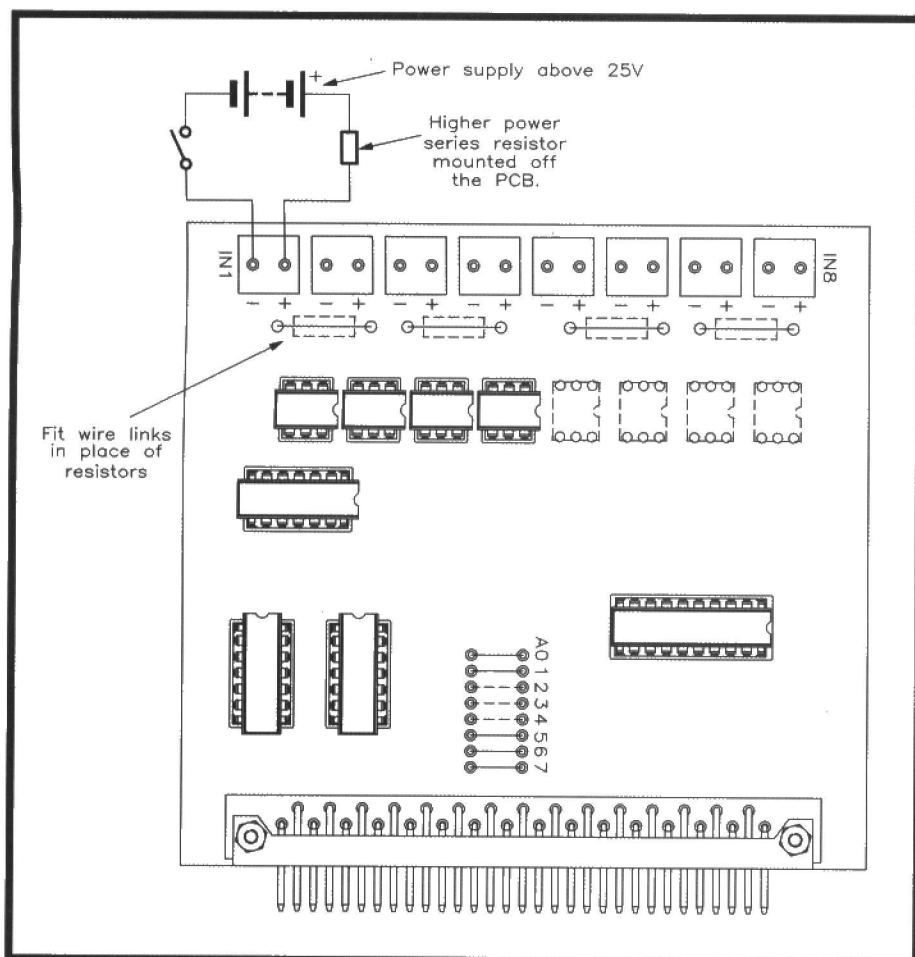 +
Power supply above 25V
Higher power
series resistor
mounted off
the PCB.
IN1
IN8
− + − + − + − + − + − + − + − +
Fit wire links
in place of
resistors
A0
1
2
3
4
5
6
7